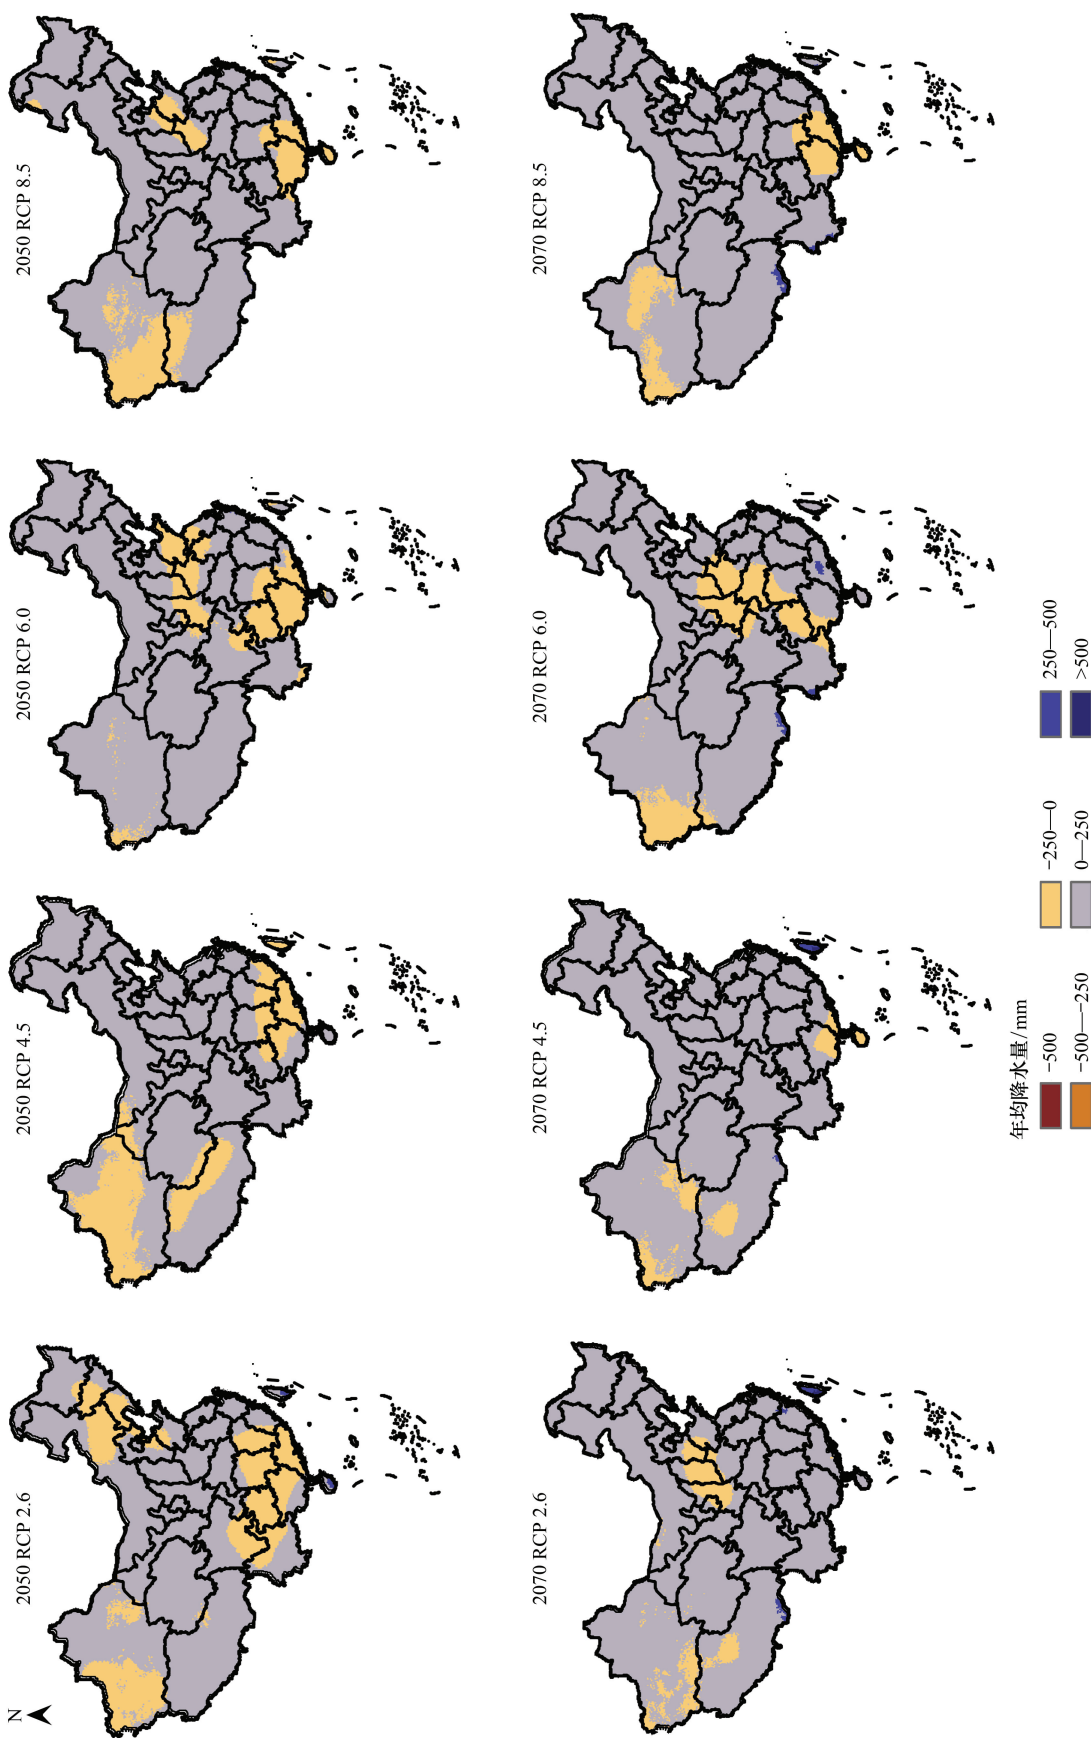 N
2050 RCP 2.6
2050 RCP 4.5
2050 RCP 6.0
2050 RCP 8.5
2070 RCP 2.6
2070 RCP 4.5
2070 RCP 6.0
2070 RCP 8.5
年均降水量/mm
-500
-250—0
250—500
-500—-250
0—250
>500